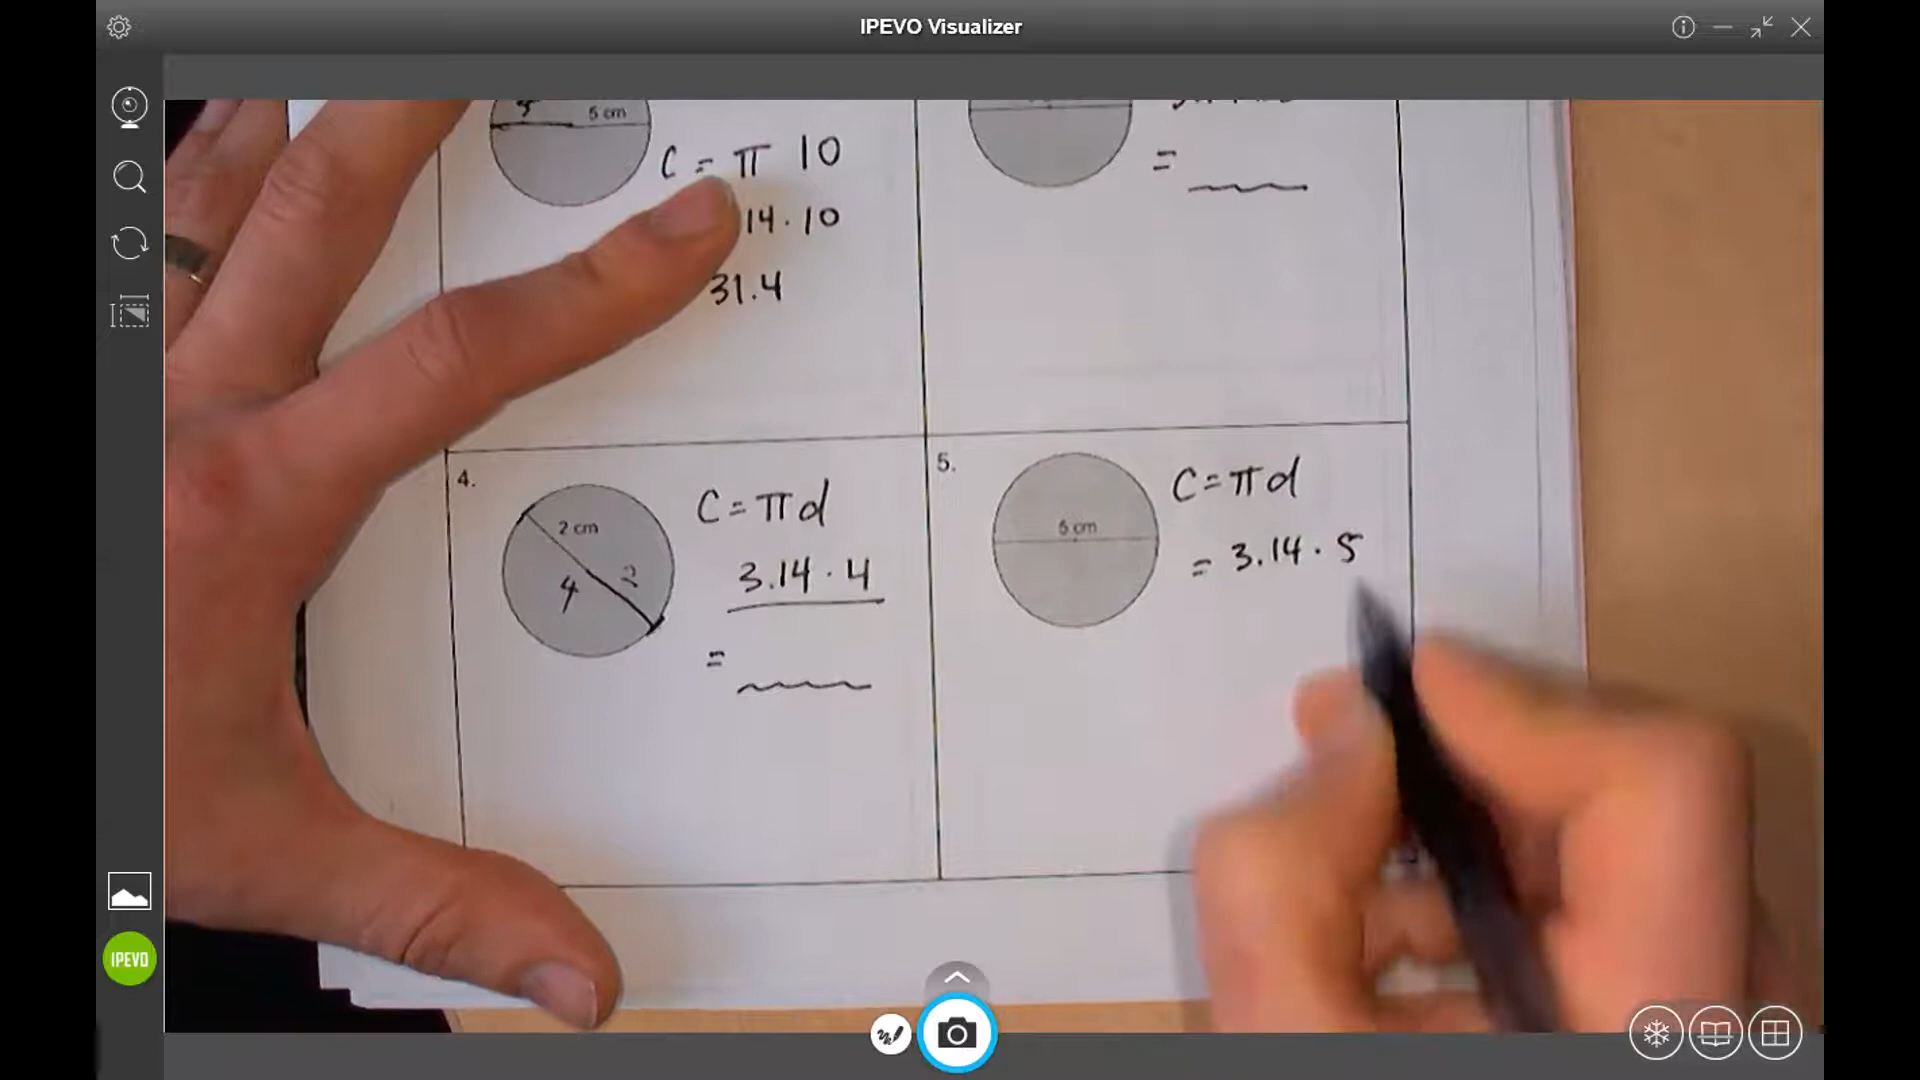 IPEVO Visualizer
5 5 cm
C = π 10
14 · 10
31.4
=
4.
2 cm
4 2
C = π d
3.14 · 4
=
5.
5 cm
C = π d
= 3.14 · 5
IPEVO